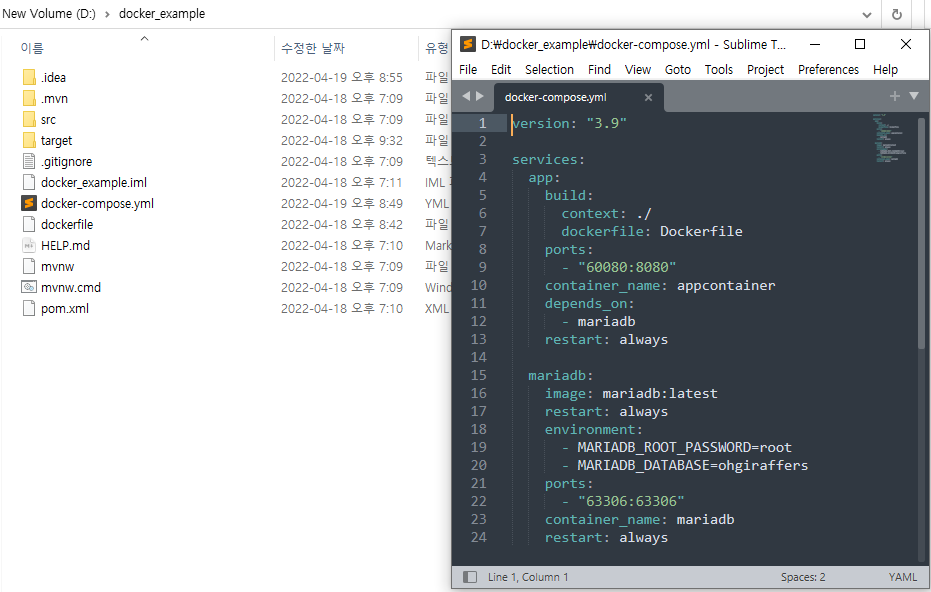 New Volume (D:) › docker_example
이름 수정한 날짜 유형
.idea 2022-04-19 오후 8:55 파일
.mvn 2022-04-18 오후 7:09 파일
src 2022-04-18 오후 7:09 파일
target 2022-04-18 오후 9:32 파일
.gitignore 2022-04-18 오후 7:09 텍스
docker_example.iml 2022-04-18 오후 7:11 IML
docker-compose.yml 2022-04-19 오후 8:49 YML
dockerfile 2022-04-18 오후 8:42 파일
HELP.md 2022-04-18 오후 7:10 Mark
mvnw 2022-04-18 오후 7:09 파일
mvnw.cmd 2022-04-18 오후 7:09 Wind
pom.xml 2022-04-18 오후 7:10 XML
D:₩docker_example₩docker-compose.yml - Sublime T...
File Edit Selection Find View Goto Tools Project Preferences Help
docker-compose.yml
1 version: "3.9"
2
3 services:
4   app:
5     build:
6       context: ./
7       dockerfile: Dockerfile
8     ports:
9       - "60080:8080"
10     container_name: appcontainer
11     depends_on:
12       - mariadb
13     restart: always
14
15   mariadb:
16     image: mariadb:latest
17     restart: always
18     environment:
19       - MARIADB_ROOT_PASSWORD=root
20       - MARIADB_DATABASE=ohgiraffers
21     ports:
22       - "63306:63306"
23     container_name: mariadb
24     restart: always
Line 1, Column 1 Spaces: 2 YAML